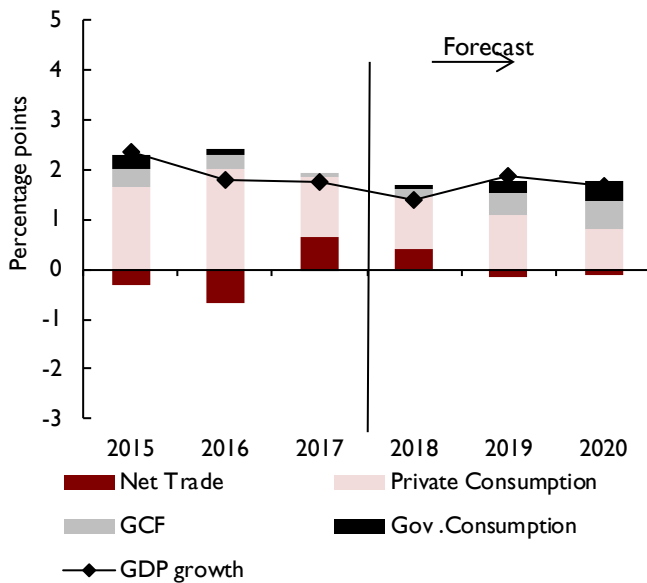 Percentage points
5
4
3
2
1
0
-1
-2
-3
Forecast
2015 2016 2017 2018 2019 2020
Net Trade Private Consumption
GCF Gov .Consumption
GDP growth